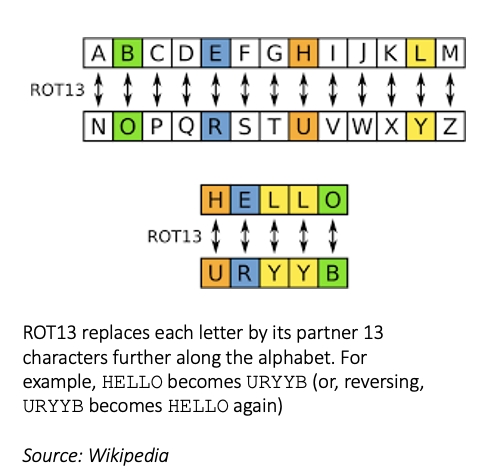 A B C D E F G H I J K L M
ROT13
N O P Q R S T U V W X Y Z
H E L L O
ROT13
U R Y Y B
ROT13 replaces each letter by its partner 13
characters further along the alphabet. For
example, HELLO becomes URYYB (or, reversing,
URYYB becomes HELLO again)
Source: Wikipedia